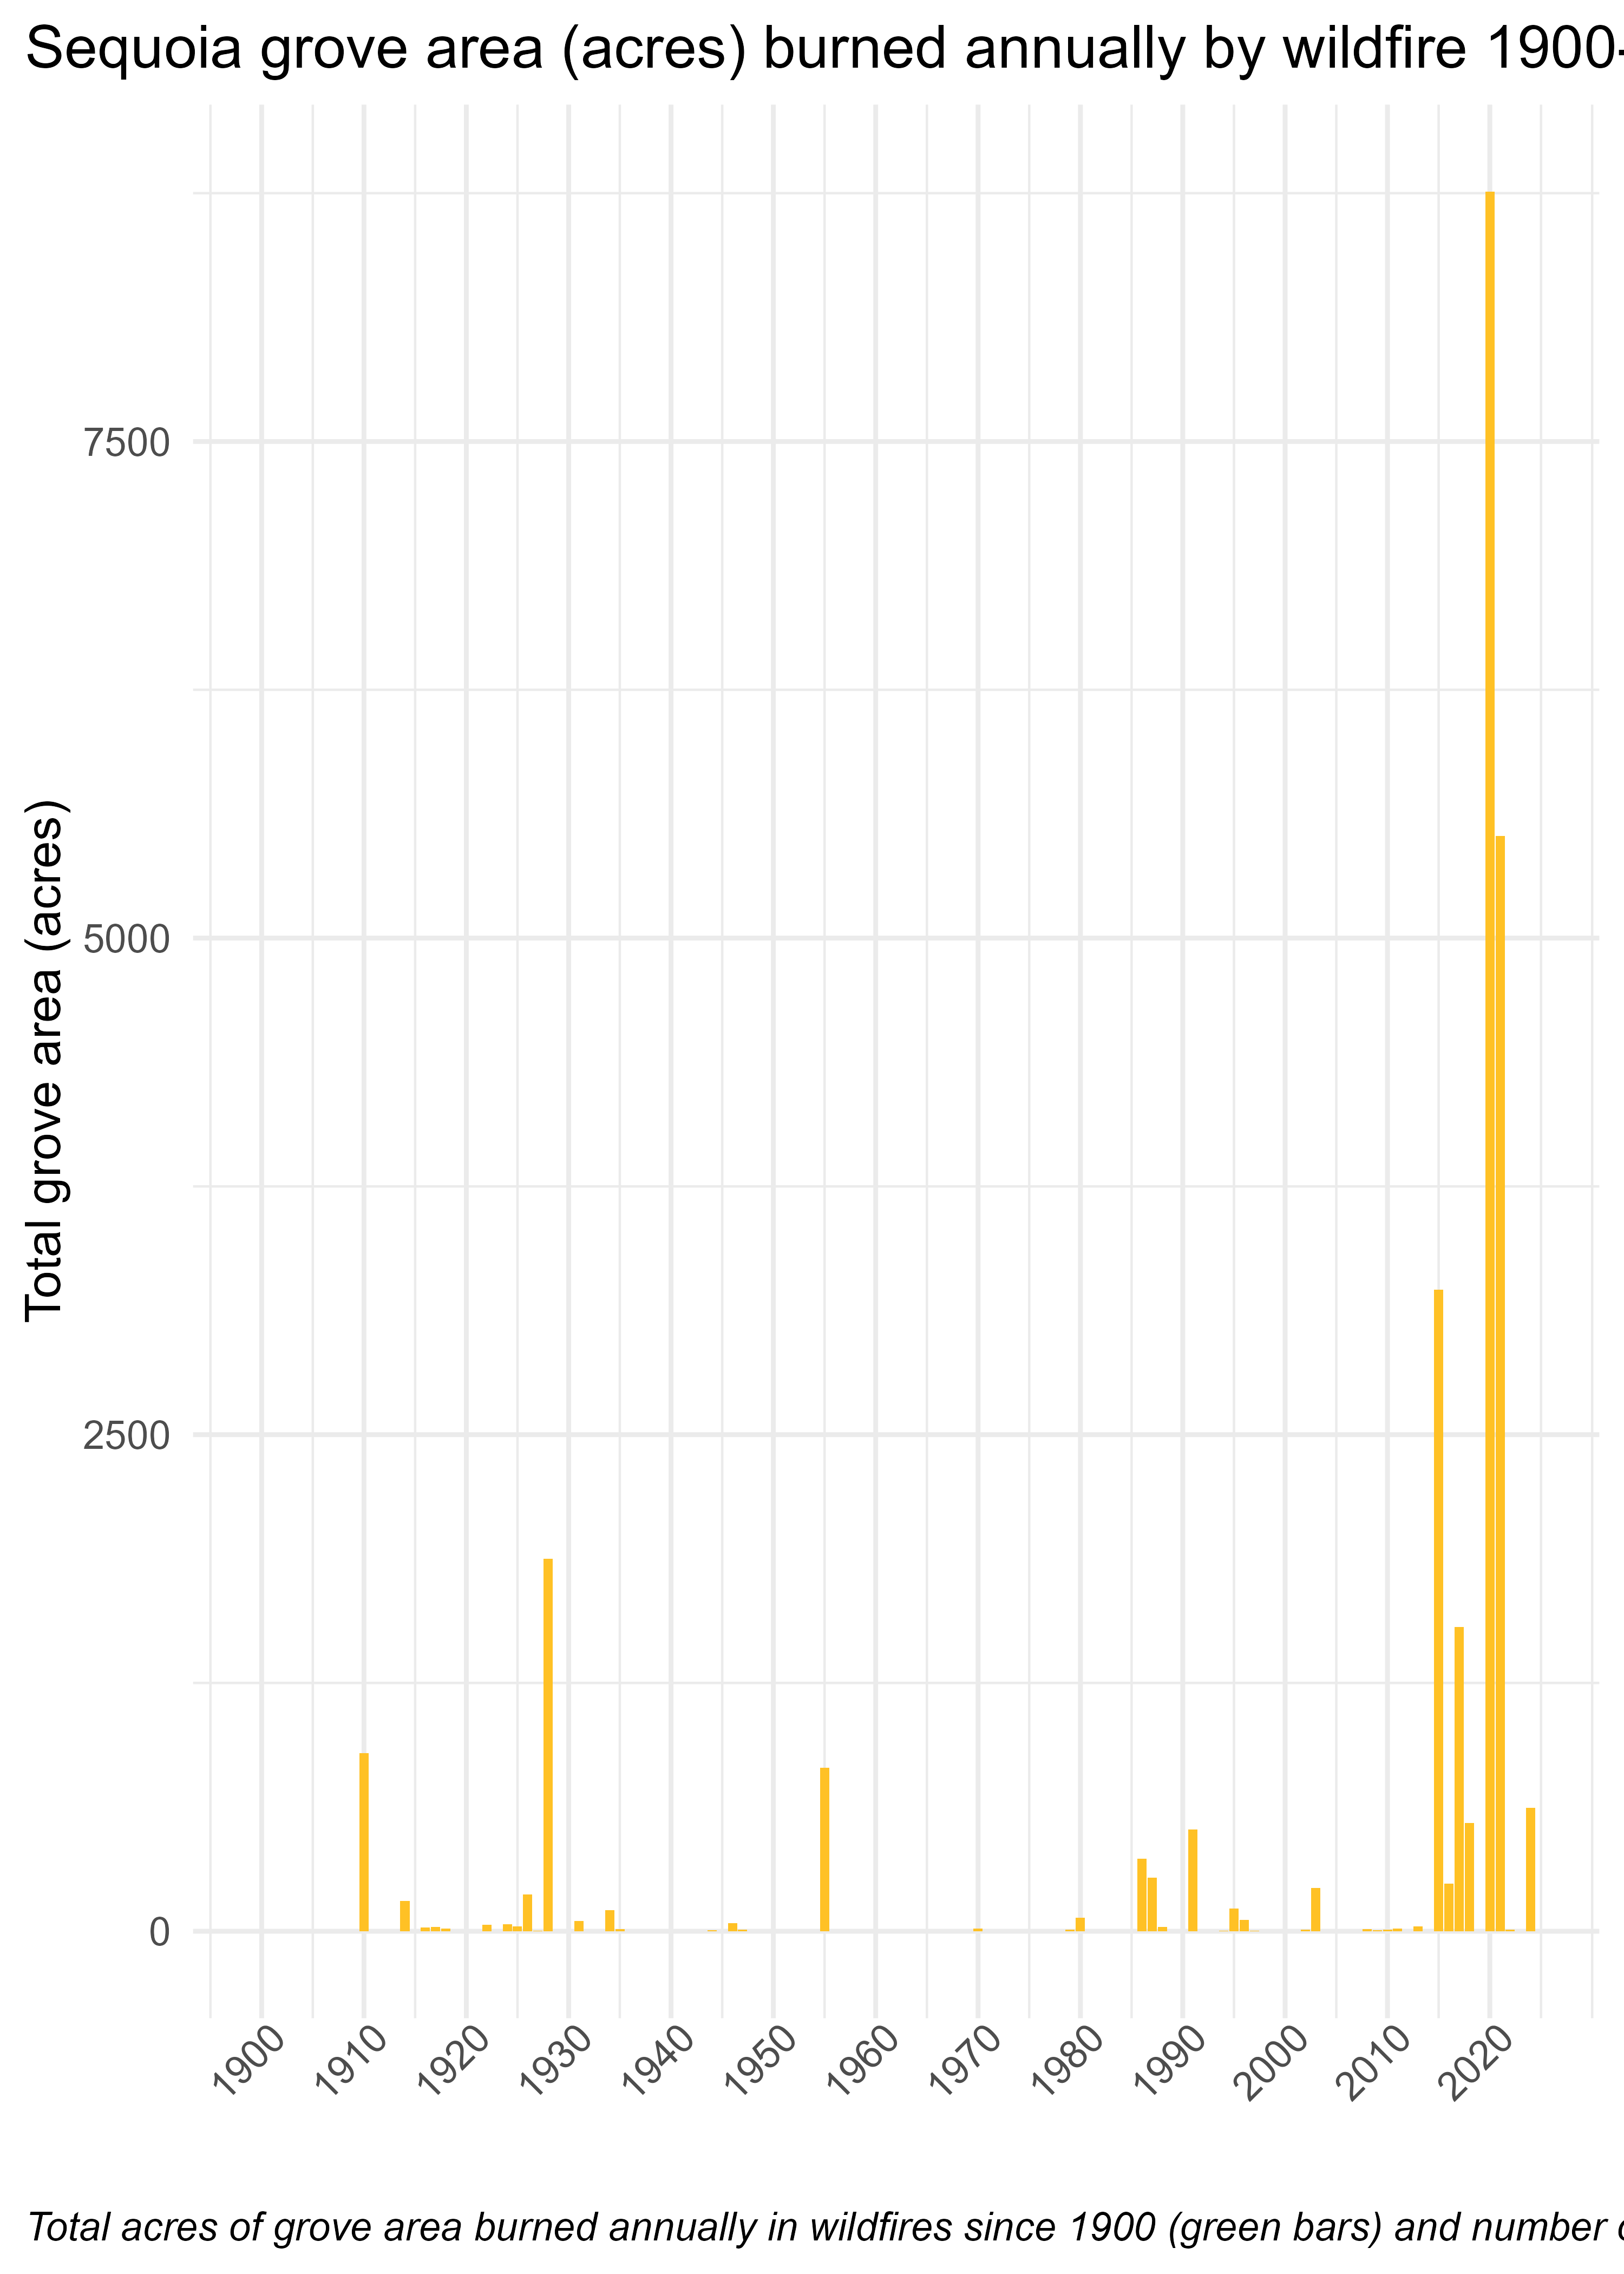 Sequoia grove area (acres) burned annually by wildfire 1900-
Total grove area (acres)
7500
5000
2500
0
1900 1910 1920 1930 1940 1950 1960 1970 1980 1990 2000 2010 2020
Total acres of grove area burned annually in wildfires since 1900 (green bars) and number